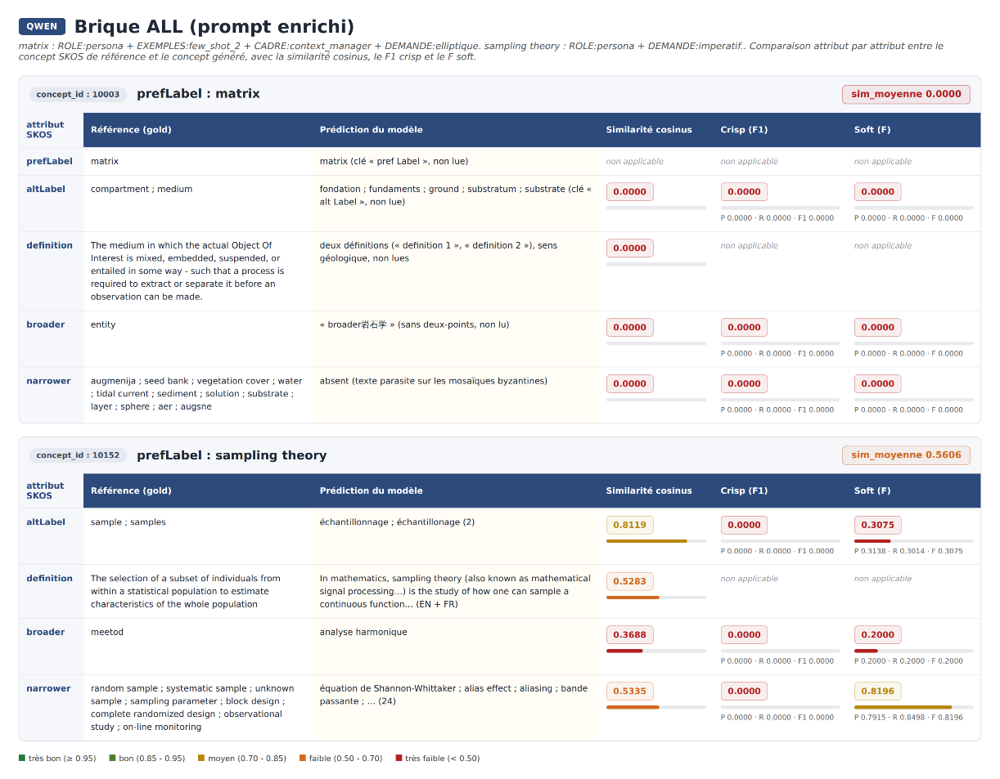 QWEN Brique ALL (prompt enrichi)
matrix : ROLE:persona + EXEMPLES:few_shot_2 + CADRE:context_manager + DEMANDE:elliptique. sampling theory : ROLE:persona + DEMANDE:imperatif.. Comparaison attribut par attribut entre le
concept SKOS de référence et le concept généré, avec la similarité cosinus, le F1 crisp et le F soft.
concept_id : 10003 prefLabel : matrix sim_moyenne 0.0000
attribut
SKOS
Référence (gold) Prédiction du modèle Similarité cosinus Crisp (F1) Soft (F)
prefLabel matrix matrix (clé « pref Label », non lue) non applicable non applicable non applicable
altLabel compartment ; medium fondation ; fundaments ; ground ; substratum ; substrate (clé « 0.0000 0.0000 0.0000
alt Label », non lue)
P 0.0000 · R 0.0000 · F1 0.0000 P 0.0000 · R 0.0000 · F 0.0000
definition The medium in which the actual Object Of deux définitions (« definition 1 », « definition 2 »), sens 0.0000 non applicable non applicable
Interest is mixed, embedded, suspended, or géologique, non lues
entailed in some way - such that a process is
required to extract or separate it before an
observation can be made.
broader entity « broader岩石学 » (sans deux-points, non lu) 0.0000 0.0000 0.0000
P 0.0000 · R 0.0000 · F1 0.0000 P 0.0000 · R 0.0000 · F 0.0000
narrower augmenija ; seed bank ; vegetation cover ; water absent (texte parasite sur les mosaïques byzantines) 0.0000 0.0000 0.0000
; tidal current ; sediment ; solution ; substrate ;
layer ; sphere ; aer ; augsne
P 0.0000 · R 0.0000 · F1 0.0000 P 0.0000 · R 0.0000 · F 0.0000
concept_id : 10152 prefLabel : sampling theory sim_moyenne 0.5606
attribut
SKOS
Référence (gold) Prédiction du modèle Similarité cosinus Crisp (F1) Soft (F)
altLabel sample ; samples échantillonnage ; échantillonage (2) 0.8119 0.0000 0.3075
P 0.0000 · R 0.0000 · F1 0.0000 P 0.3138 · R 0.3014 · F 0.3075
definition The selection of a subset of individuals from In mathematics, sampling theory (also known as mathematical 0.5283 non applicable non applicable
within a statistical population to estimate signal processing...) is the study of how one can sample a
characteristics of the whole population continuous function... (EN + FR)
broader meetod analyse harmonique 0.3688 0.0000 0.2000
P 0.0000 · R 0.0000 · F1 0.0000 P 0.2000 · R 0.2000 · F 0.2000
narrower random sample ; systematic sample ; unknown équation de Shannon-Whittaker ; alias effect ; aliasing ; bande 0.5335 0.0000 0.8196
sample ; sampling parameter ; block design ; passante ; ... (24)
complete randomized design ; observational
study ; on-line monitoring
P 0.0000 · R 0.0000 · F1 0.0000 P 0.7915 · R 0.8498 · F 0.8196
très bon (≥ 0.95) bon (0.85 - 0.95) moyen (0.70 - 0.85) faible (0.50 - 0.70) très faible (< 0.50)